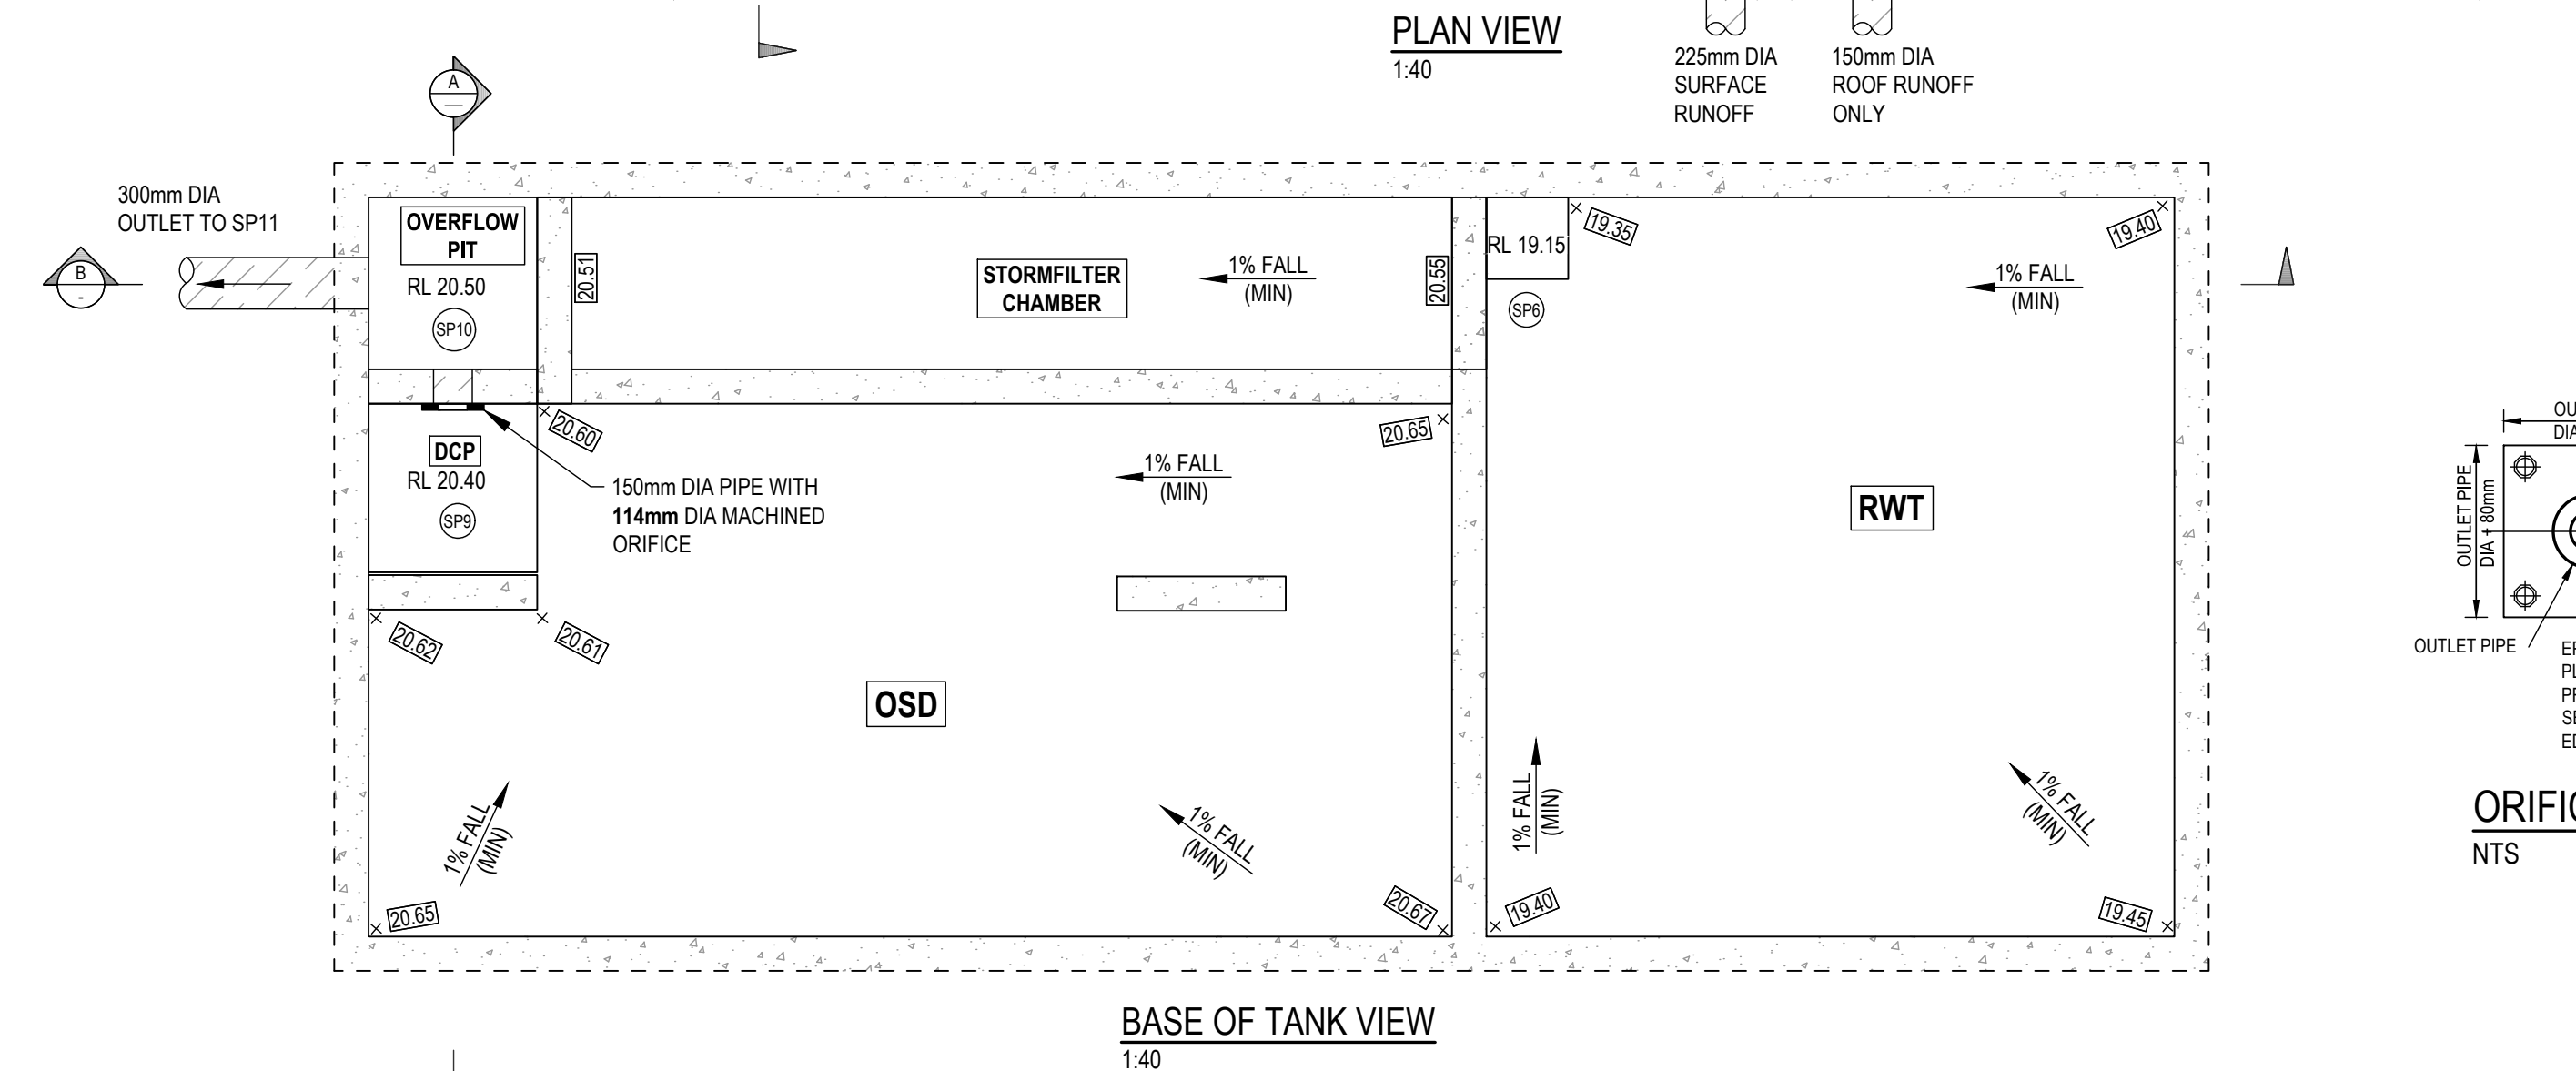 PLAN VIEW
1:40
225mm DIA
SURFACE
RUNOFF
150mm DIA
ROOF RUNOFF
ONLY
A
300mm DIA
OUTLET TO SP11
B
-
OVERFLOW
PIT
RL 20.50
SP10
20.51
STORMFILTER
CHAMBER
1% FALL
(MIN)
20.55
RL 19.15
SP6
19.35
19.40
1% FALL
(MIN)
DCP
RL 20.40
SP9
20.60
150mm DIA PIPE WITH
114mm DIA MACHINED
ORIFICE
1% FALL
(MIN)
20.65
RWT
20.62
20.61
OSD
1% FALL
(MIN)
1% FALL
(MIN)
1% FALL
(MIN)
1% FALL
(MIN)
20.65
20.67
19.40
19.45
BASE OF TANK VIEW
1:40
OU
DIA
OUTLET PIPE
DIA + 80mm
OUTLET PIPE
PL
SE
ORIFIC
NTS